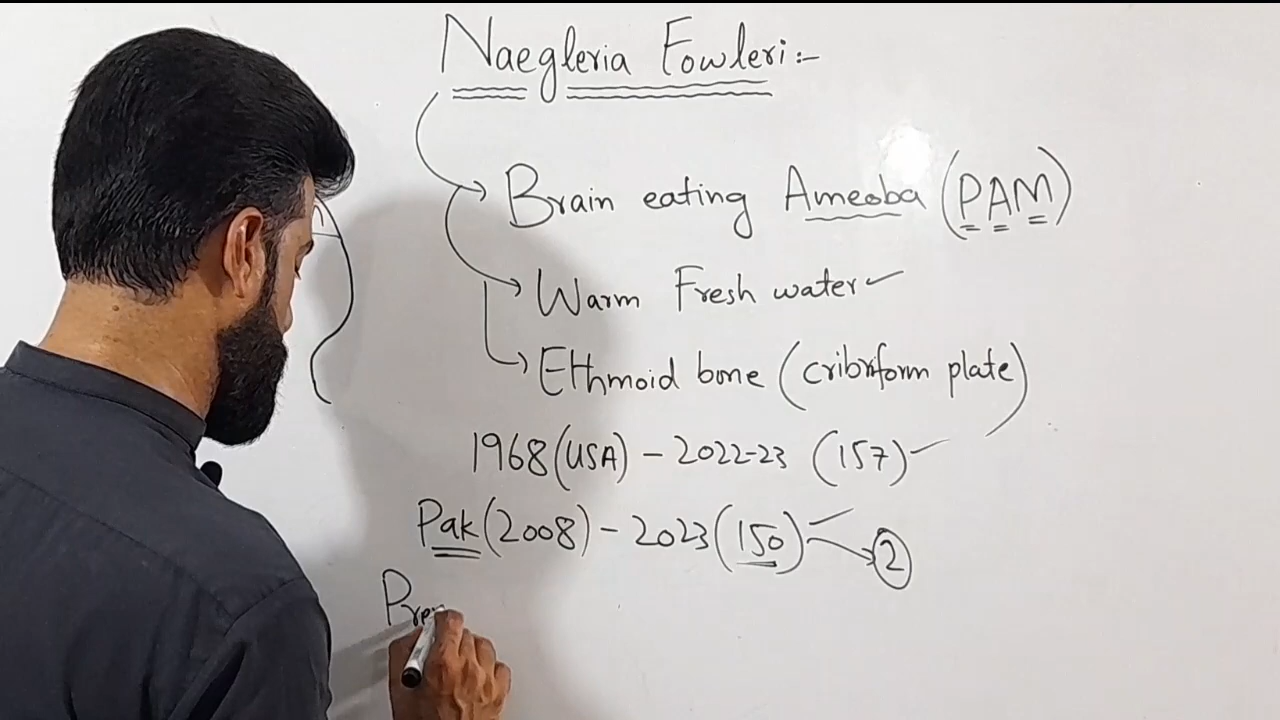 Naegleria Fowleri:-
Brain eating Ameoba (PAM)
Warm Fresh water
Ethmoid bone (cribriform plate)
1968 (USA) - 2022-23 (157)
Pak (2008) - 2023 (150) 2
Prev